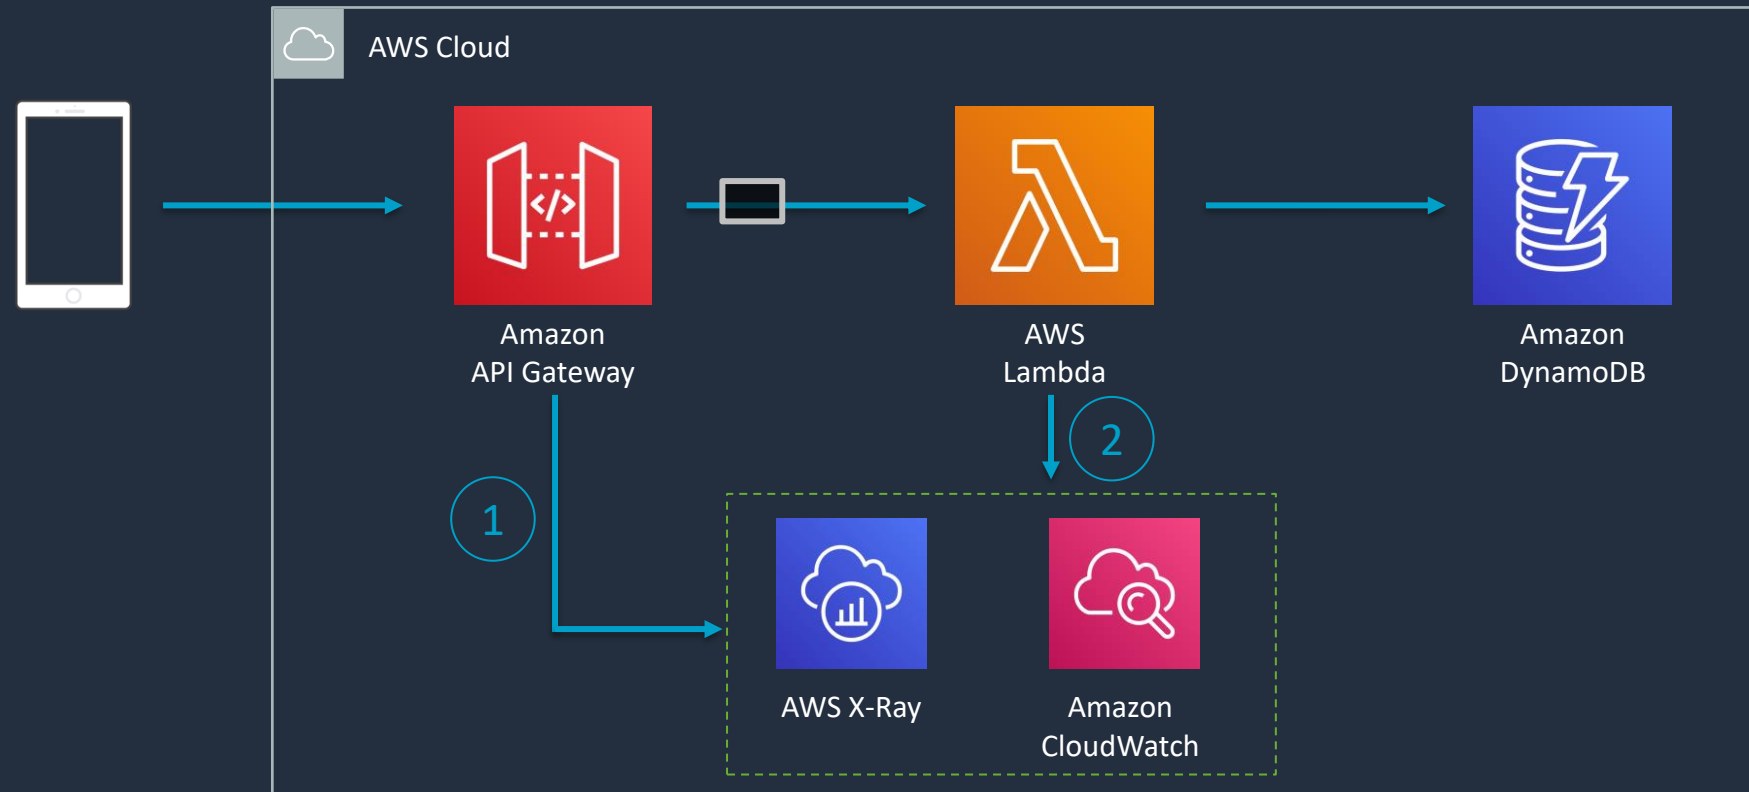 AWS Cloud
</>
Amazon
API Gateway
AWS
Lambda
Amazon
DynamoDB
1
2
AWS X-Ray
Amazon
CloudWatch